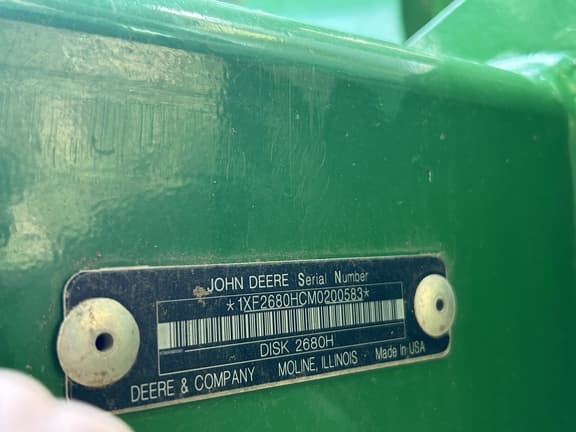 JOHN DEERE Serial Number
*1XF2680HCM0200583*
DISK 2680H
DEERE & COMPANY MOLINE, ILLINOIS Made In USA